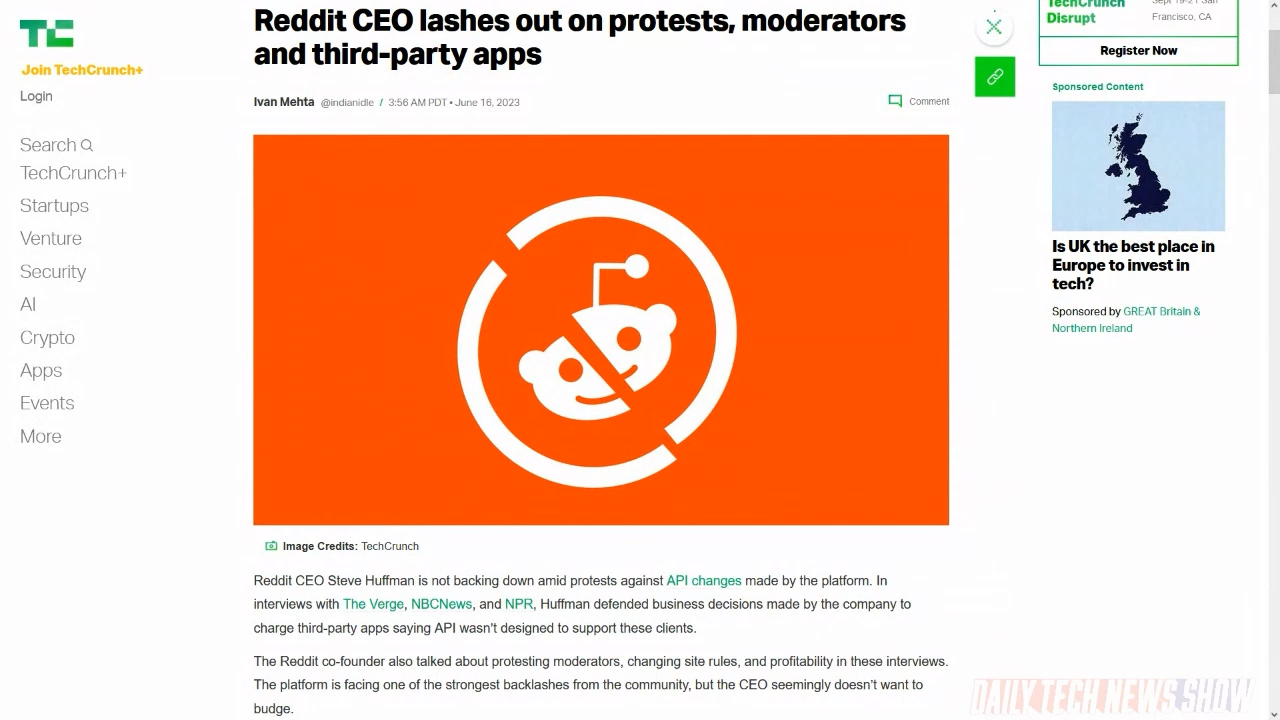 TC
Join TechCrunch+
Login
Search
TechCrunch+
Startups
Venture
Security
AI
Crypto
Apps
Events
More
Reddit CEO lashes out on protests, moderators
and third-party apps
Ivan Mehta @indianidle / 3:56 AM PDT • June 16, 2023
Comment
Image Credits: TechCrunch
Reddit CEO Steve Huffman is not backing down amid protests against API changes made by the platform. In
interviews with The Verge, NBCNews, and NPR, Huffman defended business decisions made by the company to
charge third-party apps saying API wasn't designed to support these clients.
The Reddit co-founder also talked about protesting moderators, changing site rules, and profitability in these interviews.
The platform is facing one of the strongest backlashes from the community, but the CEO seemingly doesn't want to
budge.
TechCrunch
Disrupt
Sept 19-21 San
Francisco, CA
Register Now
Sponsored Content
Is UK the best place in
Europe to invest in
tech?
Sponsored by GREAT Britain &
Northern Ireland
DAILY TECH NEWS SHOW